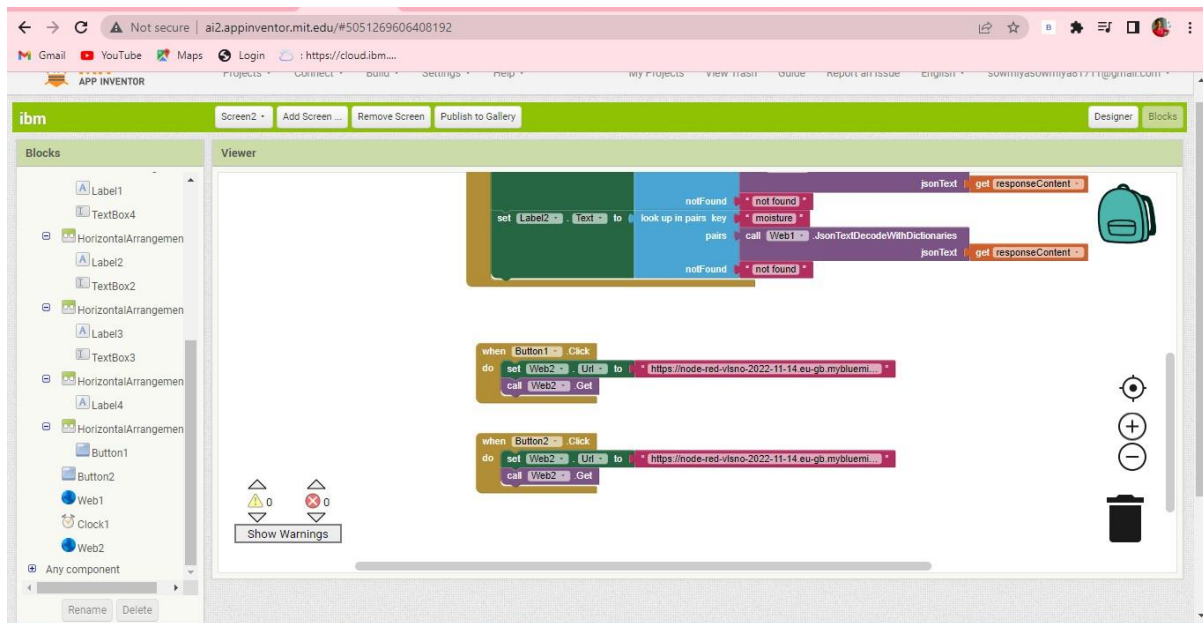 Not secure | ai2.appinventor.mit.edu/#5051269606408192
Gmail YouTube Maps Login : https://cloud.ibm....
APP INVENTOR Projects Connect Build Settings Help My Projects View Trash Guide Report an Issue English sowmiyasowmiya81711@gmail.com
ibm Screen2 Add Screen ... Remove Screen Publish to Gallery Designer Blocks
Blocks
Viewer
Label1
TextBox4
HorizontalArrangemen
Label2
TextBox2
HorizontalArrangemen
Label3
TextBox3
HorizontalArrangemen
Label4
HorizontalArrangemen
Button1
Button2
Web1
Clock1
Web2
Any component
Rename Delete
jsonText get responseContent
notFound " not found "
set Label2 . Text to look up in pairs key " moisture "
pairs call Web1 .JsonTextDecodeWithDictionaries
jsonText get responseContent
notFound " not found "
when Button1 .Click
do set Web2 . Url to " https://node-red-vlsno-2022-11-14.eu-gb.mybluemi... "
call Web2 .Get
when Button2 .Click
do set Web2 . Url to " https://node-red-vlsno-2022-11-14.eu-gb.mybluemi... "
call Web2 .Get
0 0
Show Warnings